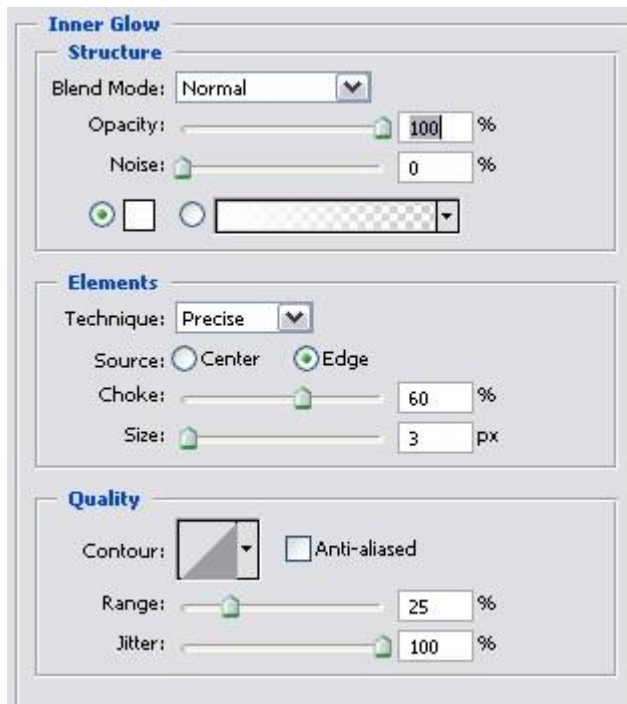 Inner Glow
Structure
Blend Mode: Normal
Opacity: 100 %
Noise: 0 %
Elements
Technique: Precise
Source: Center Edge
Choke: 60 %
Size: 3 px
Quality
Contour: Anti-aliased
Range: 25 %
Jitter: 100 %